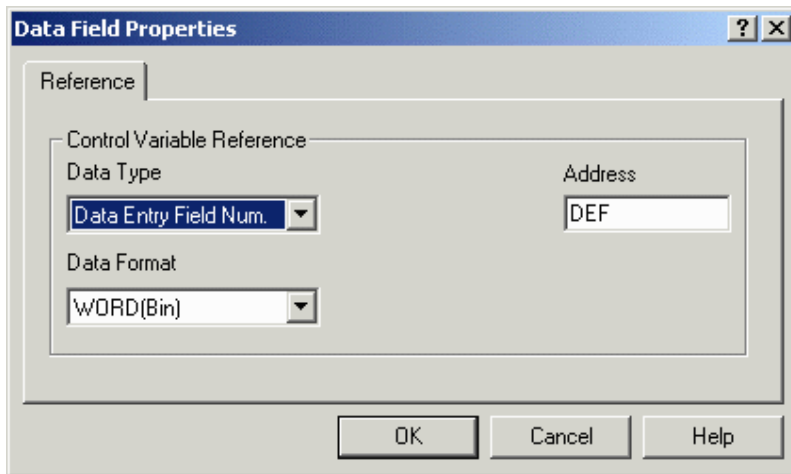 Data Field Properties
Reference
Control Variable Reference
Data Type Address
Data Entry Field Num. DEF
Data Format
WORD(Bin)
OK Cancel Help